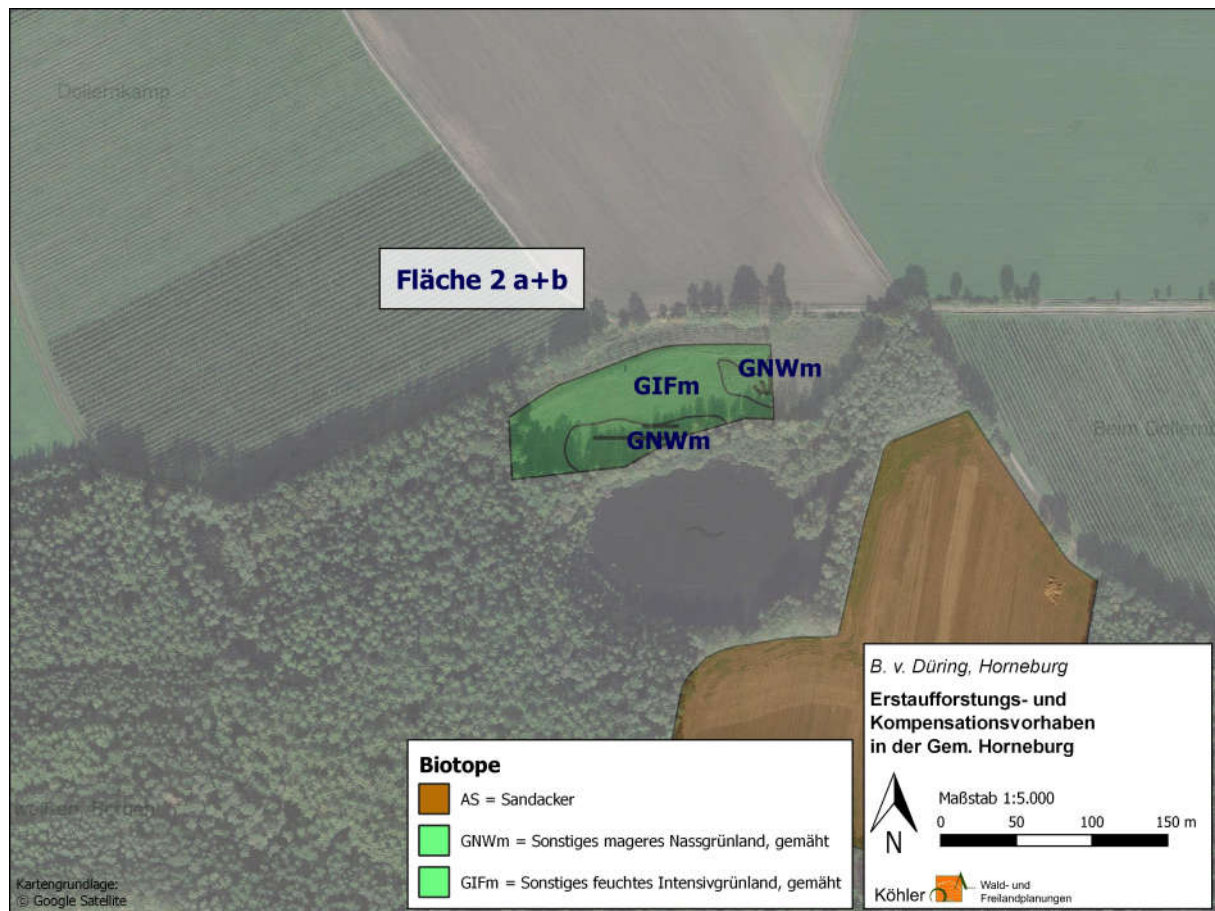 Dollernkamp
Fläche 2 a+b
GNWm
GIFm
GNWm
B. v. Düring, Horneburg
Erstaufforstungs- und
Kompensationsvorhaben
in der Gem. Horneburg
Maßstab 1:5.000
0 50 100 150 m
N
Köhler
Wald- und
Freilandplanungen
Biotope
AS = Sandacker
GNWm = Sonstiges mageres Nassgrünland, gemäht
GIFm = Sonstiges feuchtes Intensivgrünland, gemäht
Kartengrundlage:
© Google Satellite